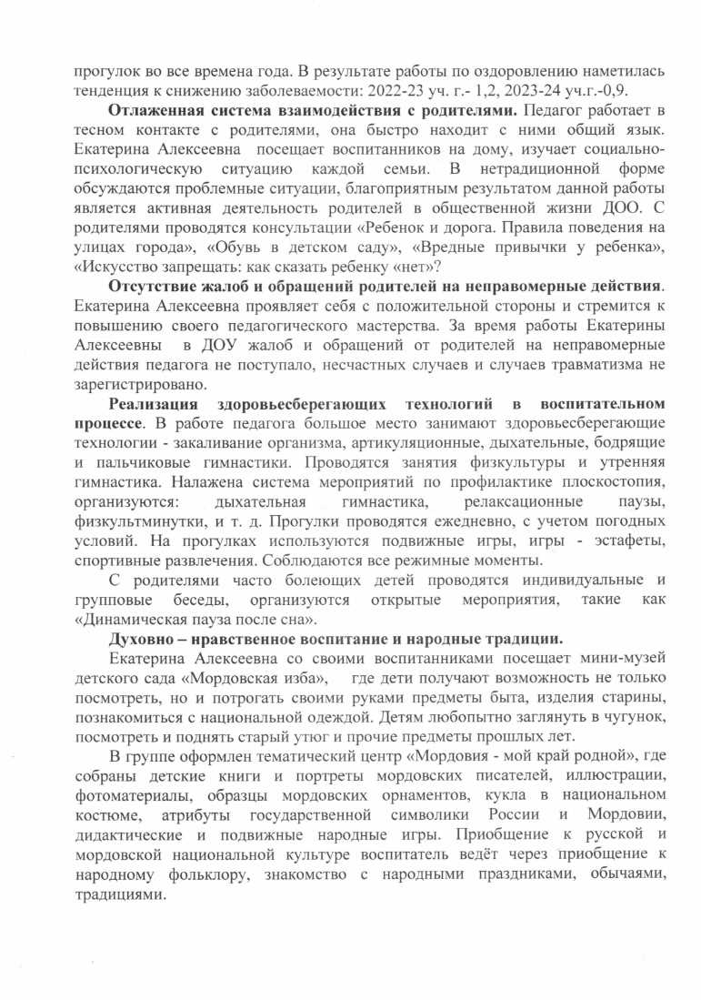 прогулок во все времена года. В результате работы по оздоровлению наметилась
тенденция к снижению заболеваемости: 2022-23 уч. г.- 1,2, 2023-24 уч.г.-0,9.
Отлаженная система взаимодействия с родителями. Педагог работает в
тесном контакте с родителями, она быстро находит с ними общий язык.
Екатерина Алексеевна посещает воспитанников на дому, изучает социально-
психологическую ситуацию каждой семьи. В нетрадиционной форме
обсуждаются проблемные ситуации, благоприятным результатом данной работы
является активная деятельность родителей в общественной жизни ДОО. С
родителями проводятся консультации «Ребенок и дорога. Правила поведения на
улицах города», «Обувь в детском саду», «Вредные привычки у ребенка»,
«Искусство запрещать: как сказать ребенку «нет»?
Отсутствие жалоб и обращений родителей на неправомерные действия.
Екатерина Алексеевна проявляет себя с положительной стороны и стремится к
повышению своего педагогического мастерства. За время работы Екатерины
Алексеевны в ДОУ жалоб и обращений от родителей на неправомерные
действия педагога не поступало, несчастных случаев и случаев травматизма не
зарегистрировано.
Реализация здоровьесберегающих технологий в воспитательном
процессе. В работе педагога большое место занимают здоровьесберегающие
технологии - закаливание организма, артикуляционные, дыхательные, бодрящие
и пальчиковые гимнастики. Проводятся занятия физкультуры и утренняя
гимнастика. Налажена система мероприятий по профилактике плоскостопия,
организуются: дыхательная гимнастика, релаксационные паузы,
физкультминутки, и т. д. Прогулки проводятся ежедневно, с учетом погодных
условий. На прогулках используются подвижные игры, игры - эстафеты,
спортивные развлечения. Соблюдаются все режимные моменты.
С родителями часто болеющих детей проводятся индивидуальные и
групповые беседы, организуются открытые мероприятия, такие как
«Динамическая пауза после сна».
Духовно – нравственное воспитание и народные традиции.
Екатерина Алексеевна со своими воспитанниками посещает мини-музей
детского сада «Мордовская изба», где дети получают возможность не только
посмотреть, но и потрогать своими руками предметы быта, изделия старины,
познакомиться с национальной одеждой. Детям любопытно заглянуть в чугунок,
посмотреть и поднять старый утюг и прочие предметы прошлых лет.
В группе оформлен тематический центр «Мордовия - мой край родной», где
собраны детские книги и портреты мордовских писателей, иллюстрации,
фотоматериалы, образцы мордовских орнаментов, кукла в национальном
костюме, атрибуты государственной символики России и Мордовии,
дидактические и подвижные народные игры. Приобщение к русской и
мордовской национальной культуре воспитатель ведёт через приобщение к
народному фольклору, знакомство с народными праздниками, обычаями,
традициями.